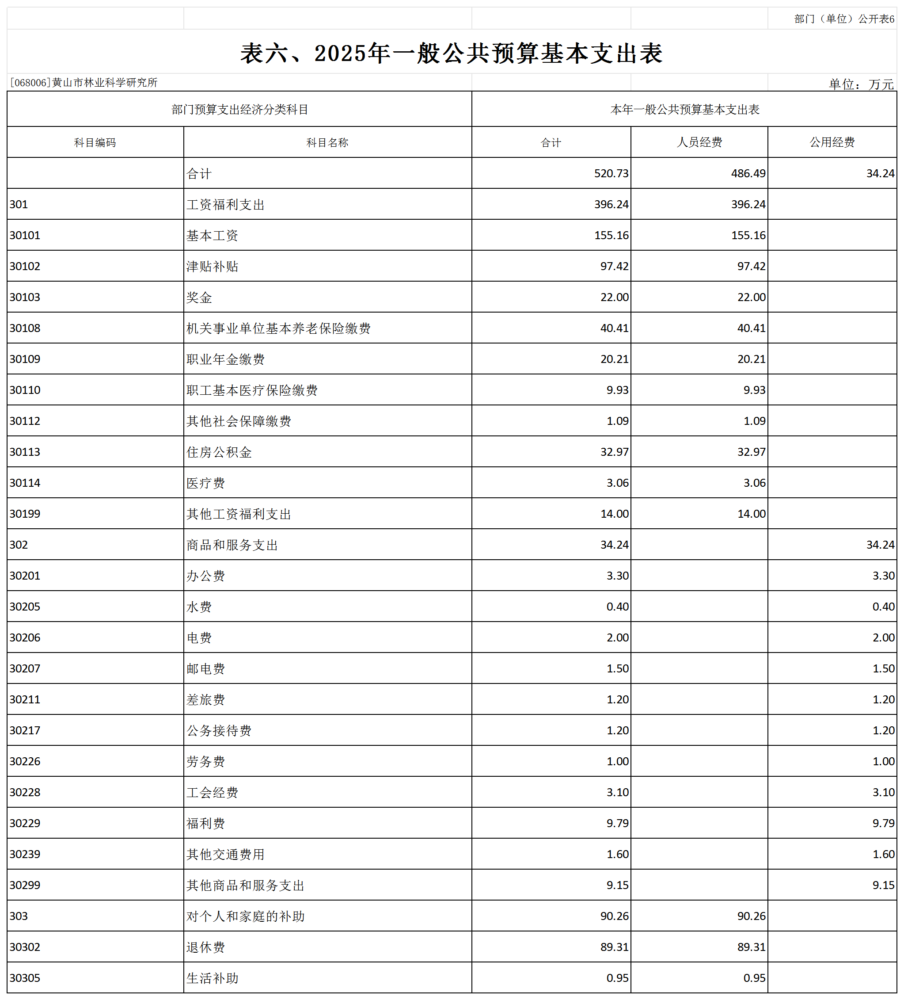 部门（单位）公开表6
表六、2025年一般公共预算基本支出表
[068006]黄山市林业科学研究所 单位：万元
部门预算支出经济分类科目 本年一般公共预算基本支出表
科目编码 科目名称 合计 人员经费 公用经费
合计 520.73 486.49 34.24
301 工资福利支出 396.24 396.24
30101 基本工资 155.16 155.16
30102 津贴补贴 97.42 97.42
30103 奖金 22.00 22.00
30108 机关事业单位基本养老保险缴费 40.41 40.41
30109 职业年金缴费 20.21 20.21
30110 职工基本医疗保险缴费 9.93 9.93
30112 其他社会保障缴费 1.09 1.09
30113 住房公积金 32.97 32.97
30114 医疗费 3.06 3.06
30199 其他工资福利支出 14.00 14.00
302 商品和服务支出 34.24 34.24
30201 办公费 3.30 3.30
30205 水费 0.40 0.40
30206 电费 2.00 2.00
30207 邮电费 1.50 1.50
30211 差旅费 1.20 1.20
30217 公务接待费 1.20 1.20
30226 劳务费 1.00 1.00
30228 工会经费 3.10 3.10
30229 福利费 9.79 9.79
30239 其他交通费用 1.60 1.60
30299 其他商品和服务支出 9.15 9.15
303 对个人和家庭的补助 90.26 90.26
30302 退休费 89.31 89.31
30305 生活补助 0.95 0.95